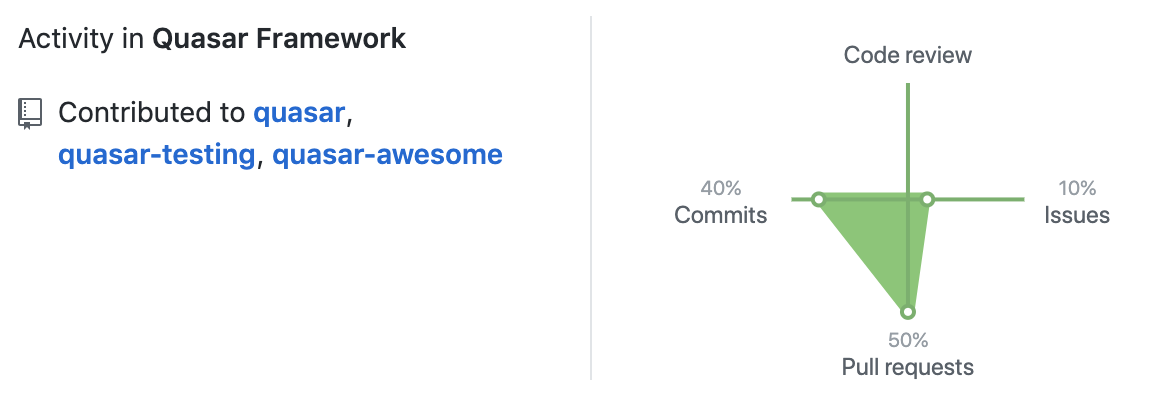 Activity in Quasar Framework
Contributed to quasar,
quasar-testing, quasar-awesome
Code review
40%
Commits
10%
Issues
50%
Pull requests